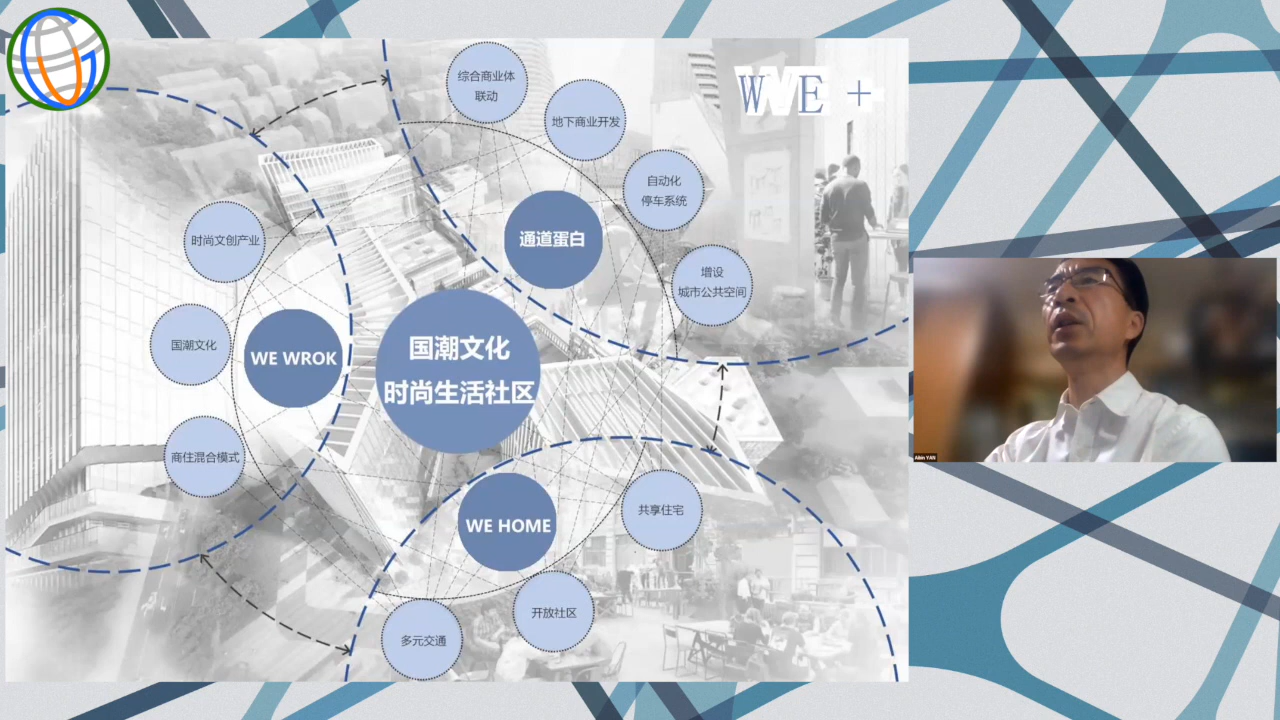 综合商业体
联动
地下商业开发
W WE +
自动化
停车系统
时尚文创产业
通道蛋白
增设
城市公共空间
国潮文化
WE WROK
国潮文化
时尚生活社区
商住混合模式
WE HOME
共享住宅
开放社区
多元交通
Albin YAN